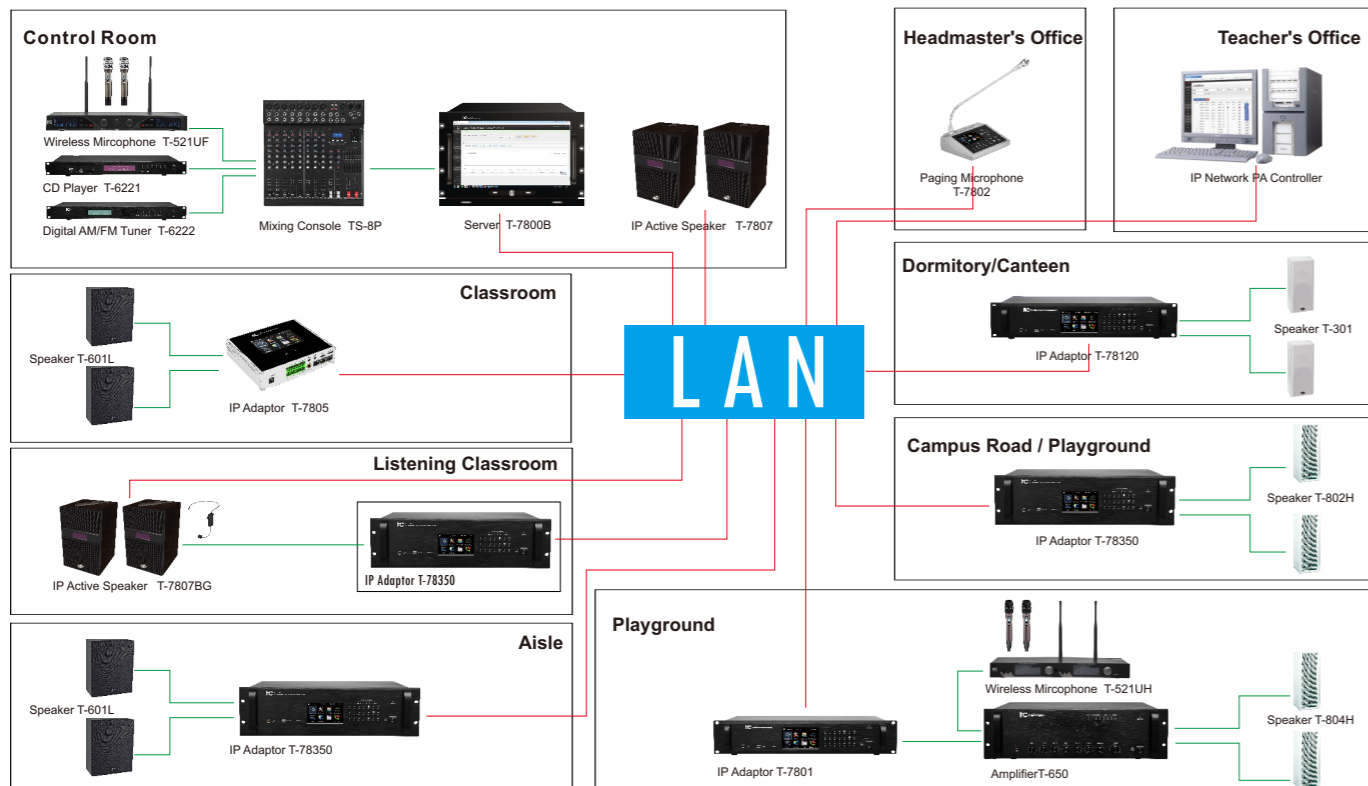 Control Room
Wireless Mircophone T-521UF
CD Player T-6221
Digital AM/FM Tuner T-6222
Mixing Console TS-8P
Server T-7800B
IP Active Speaker T-7807
Headmaster's Office
Paging Microphone
T-7802
Teacher's Office
IP Network PA Controller
Classroom
Speaker T-601L
IP Adaptor T-7805
LAN
Dormitory/Canteen
IP Adaptor T-78120
Speaker T-301
Listening Classroom
IP Active Speaker T-7807BG
IP Adaptor T-78350
Campus Road / Playground
IP Adaptor T-78350
Speaker T-802H
Aisle
Speaker T-601L
IP Adaptor T-78350
Playground
Wireless Mircophone T-521UH
IP Adaptor T-7801
AmplifierT-650
Speaker T-804H